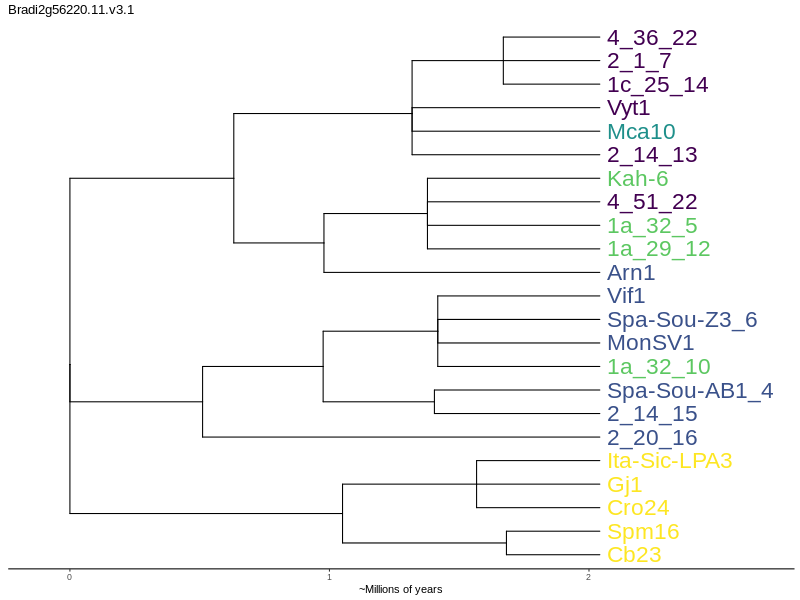 Bradi2g56220.11.v3.1
4_36_22
2_1_7
1c_25_14
Vyt1
Mca10
2_14_13
Kah-6
4_51_22
1a_32_5
1a_29_12
Arn1
Vif1
Spa-Sou-Z3_6
MonSV1
1a_32_10
Spa-Sou-AB1_4
2_14_15
2_20_16
Ita-Sic-LPA3
Gj1
Cro24
Spm16
Cb23
0 1 2
~Millions of years